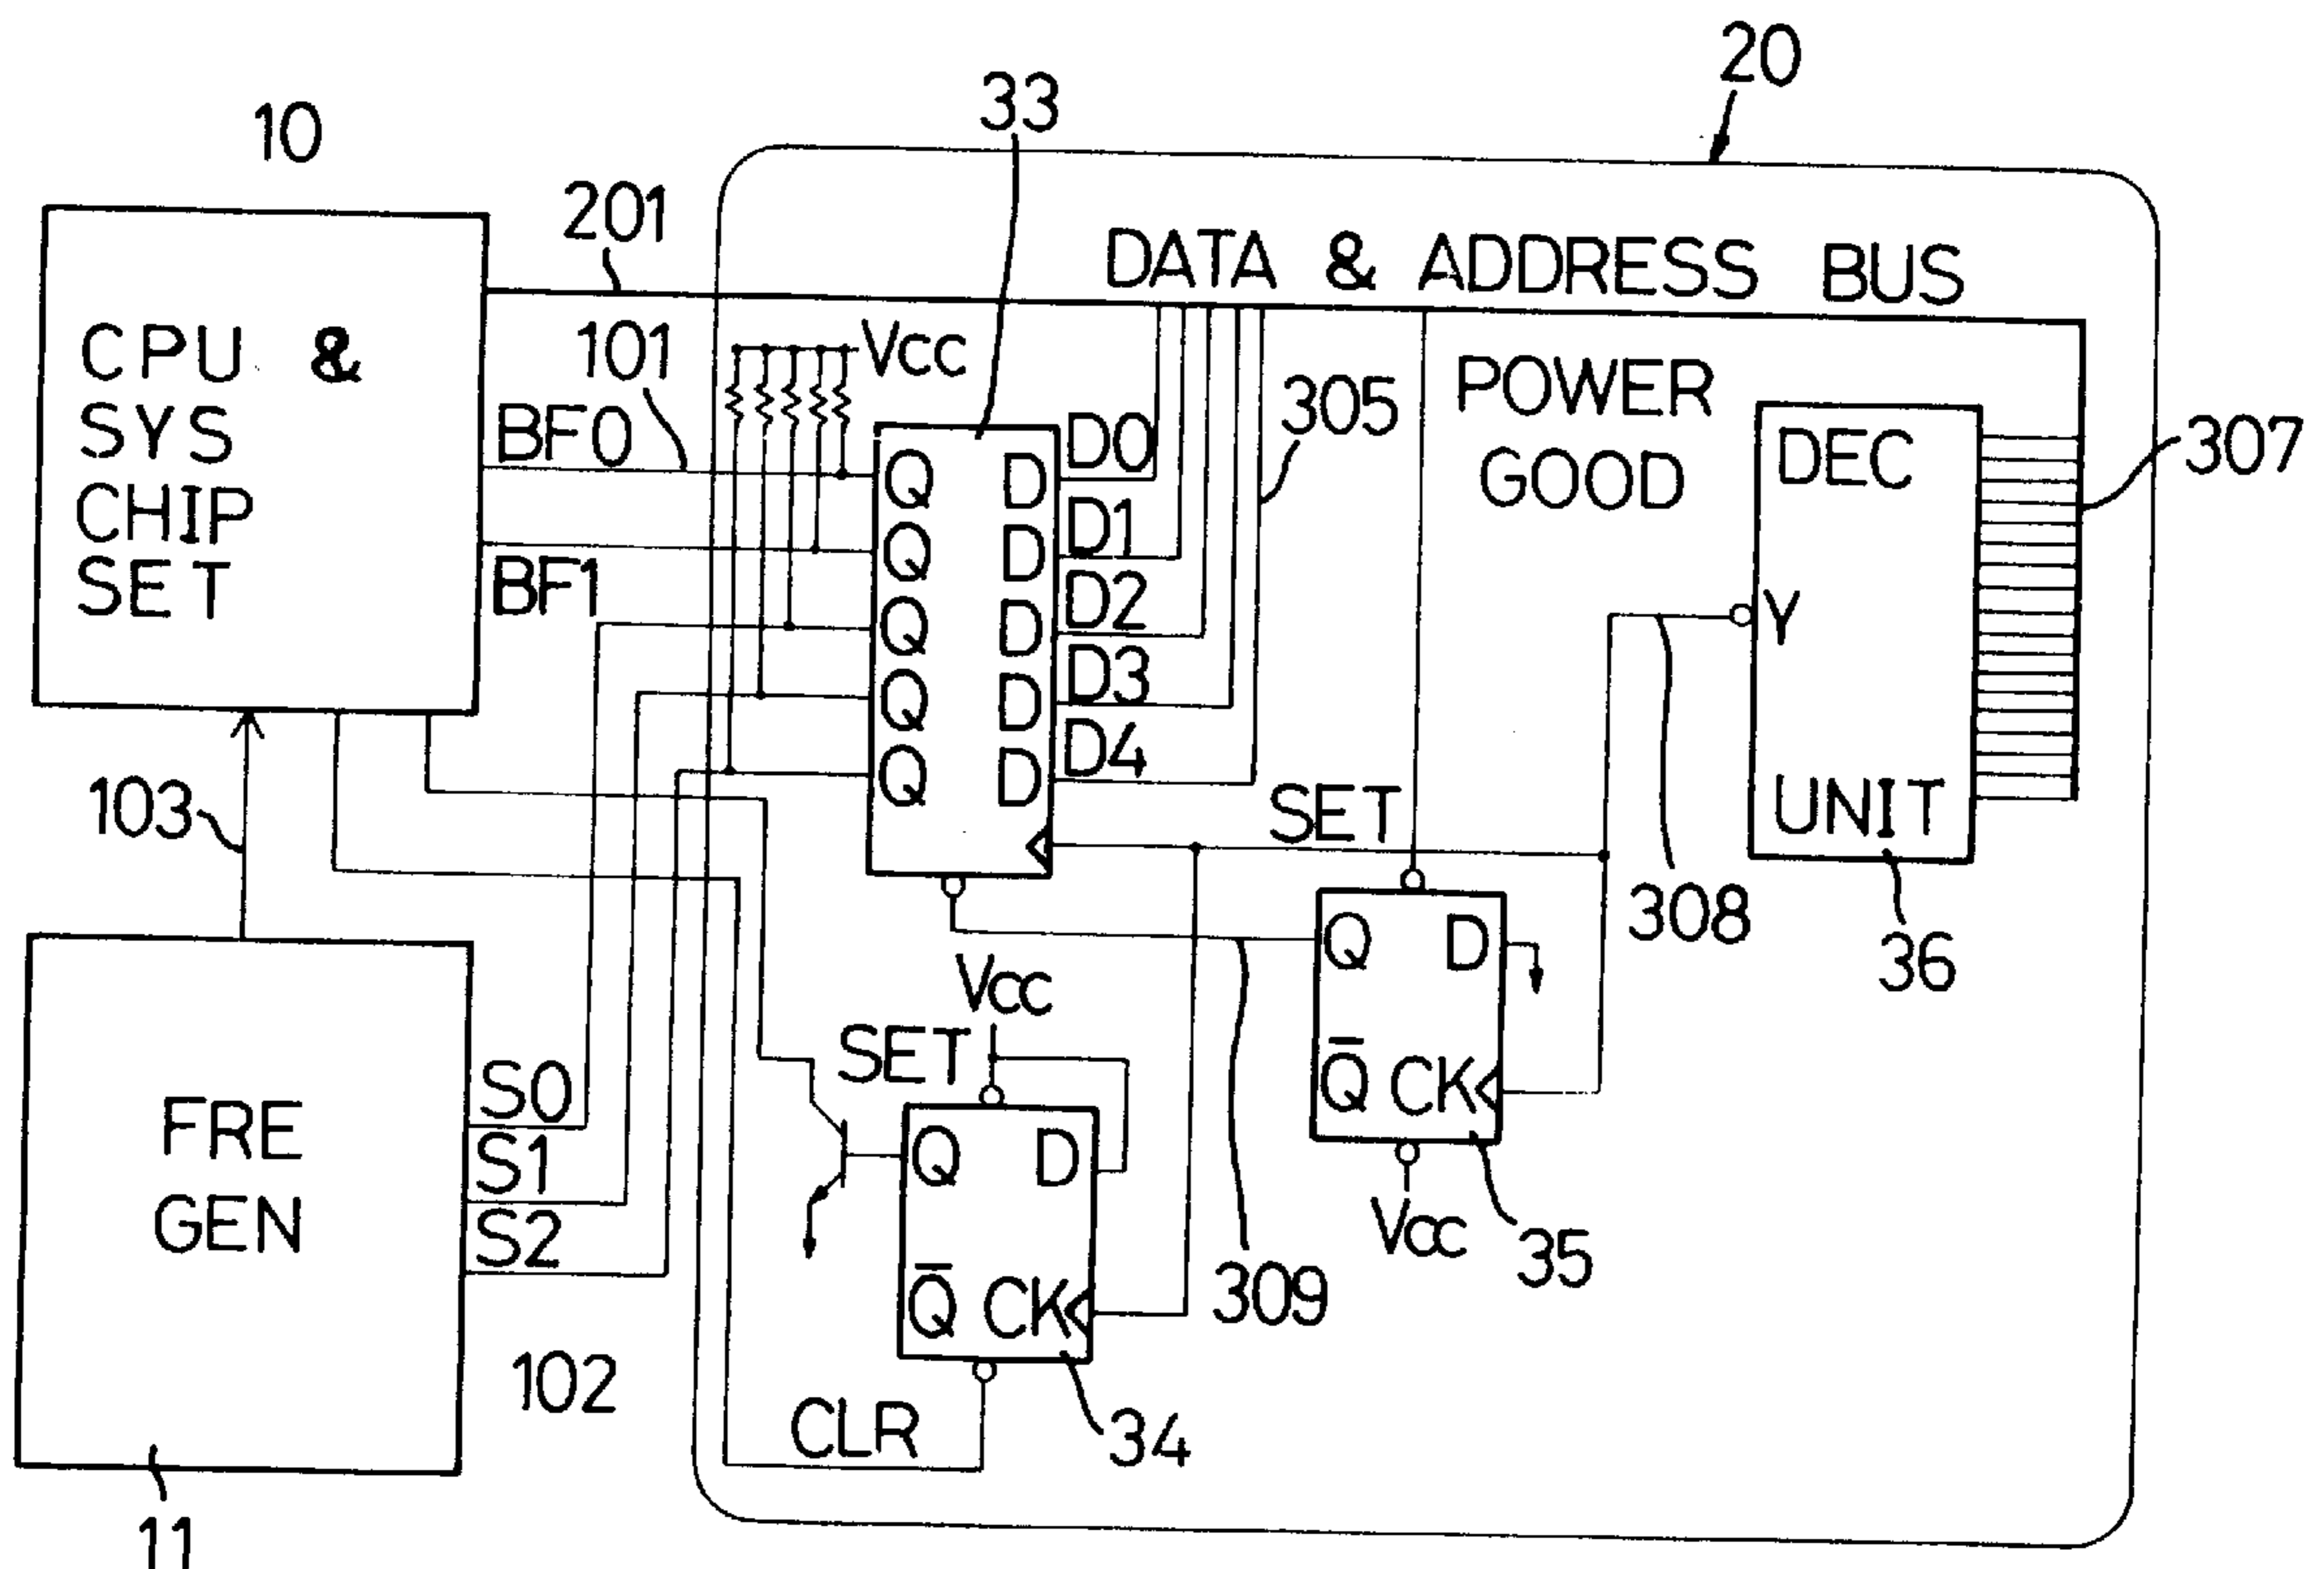 20
33
10
201
DATA & ADDRESS BUS
CPU &
SYS
CHIP
SET
101
Vcc
BF0
BF1
305
POWER
GOOD
307
DEC
Y
UNIT
Q D D0
Q D D1
Q D D2
Q D D3
Q D D4
SET
308
36
103
Q D
Q̅ CK
Vcc
35
309
Vcc
SET
Q D
Q̅ CK
34
CLR
FRE
GEN
S0
S1
S2
102
11